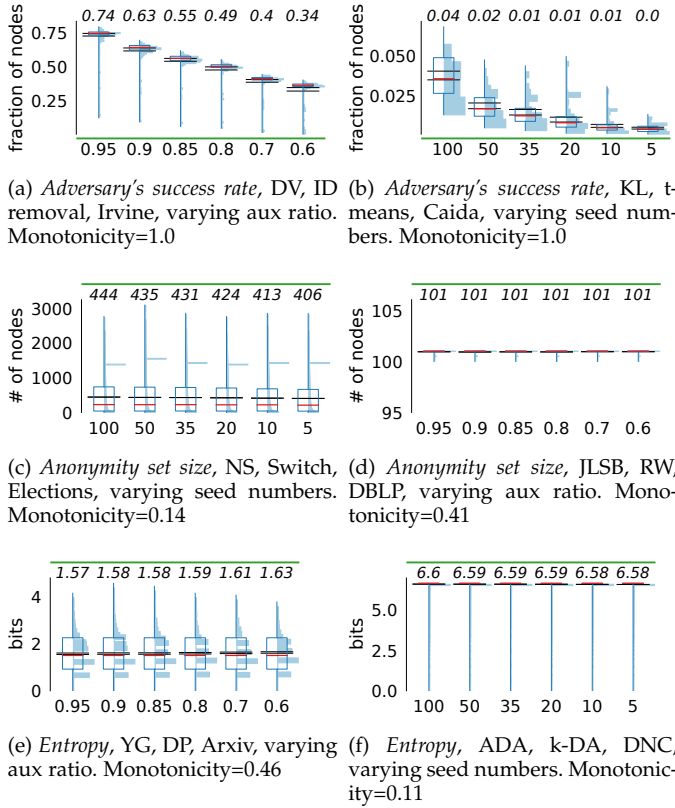 0.74 0.63 0.55 0.49 0.4 0.34
fraction of nodes
0.75
0.50
0.25
0.95 0.9 0.85 0.8 0.7 0.6
(a) Adversary's success rate, DV, ID
removal, Irvine, varying aux ratio.
Monotonicity=1.0
0.04 0.02 0.01 0.01 0.01 0.0
fraction of nodes
0.050
0.025
100 50 35 20 10 5
(b) Adversary's success rate, KL, t-
means, Caida, varying seed num-
bers. Monotonicity=1.0
444 435 431 424 413 406
# of nodes
3000
2000
1000
0
100 50 35 20 10 5
(c) Anonymity set size, NS, Switch,
Elections, varying seed numbers.
Monotonicity=0.14
101 101 101 101 101 101
# of nodes
105
100
95
0.95 0.9 0.85 0.8 0.7 0.6
(d) Anonymity set size, JLSB, RW,
DBLP, varying aux ratio. Mono-
tonicity=0.41
1.57 1.58 1.58 1.59 1.61 1.63
bits
4
2
0
0.95 0.9 0.85 0.8 0.7 0.6
(e) Entropy, YG, DP, Arxiv, varying
aux ratio. Monotonicity=0.46
6.6 6.59 6.59 6.59 6.58 6.58
bits
5.0
2.5
0.0
100 50 35 20 10 5
(f) Entropy, ADA, k-DA, DNC,
varying seed numbers. Monotonic-
ity=0.11